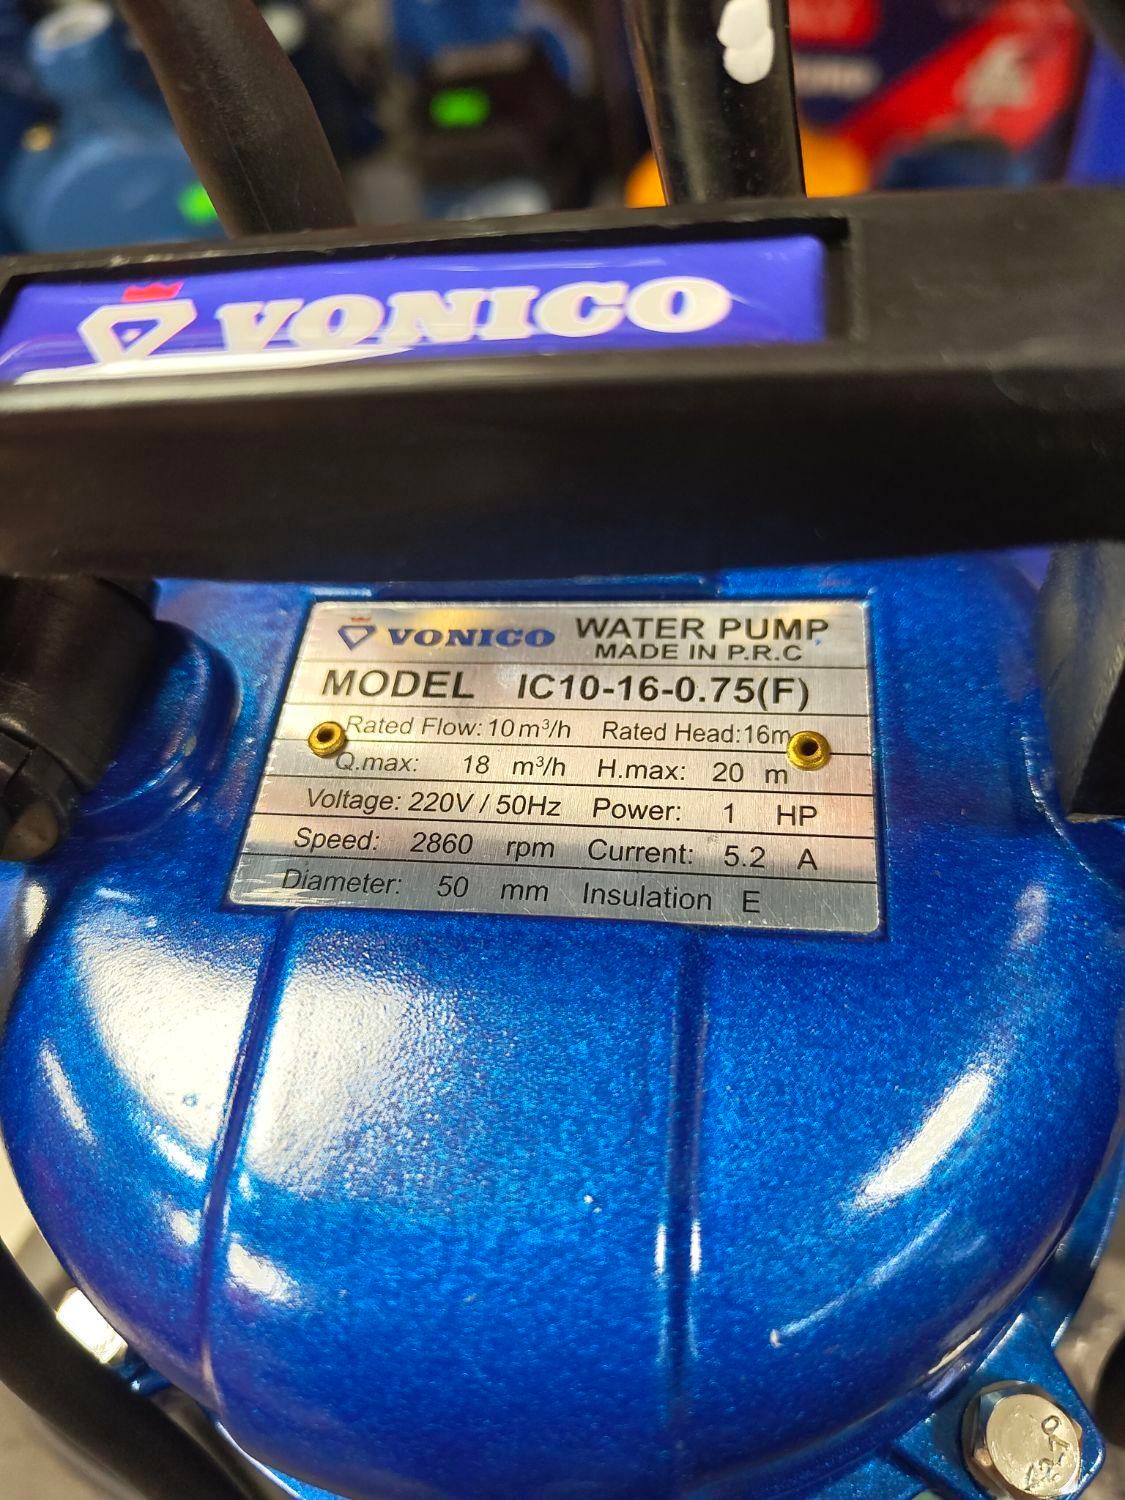 VONICO
VONICO WATER PUMP
MADE IN P.R.C
MODEL IC10-16-0.75(F)
Rated Flow: 10 m³/h Rated Head: 16m
Q.max: 18 m³/h H.max: 20 m
Voltage: 220V / 50Hz Power: 1 HP
Speed: 2860 rpm Current: 5.2 A
Diameter: 50 mm Insulation E